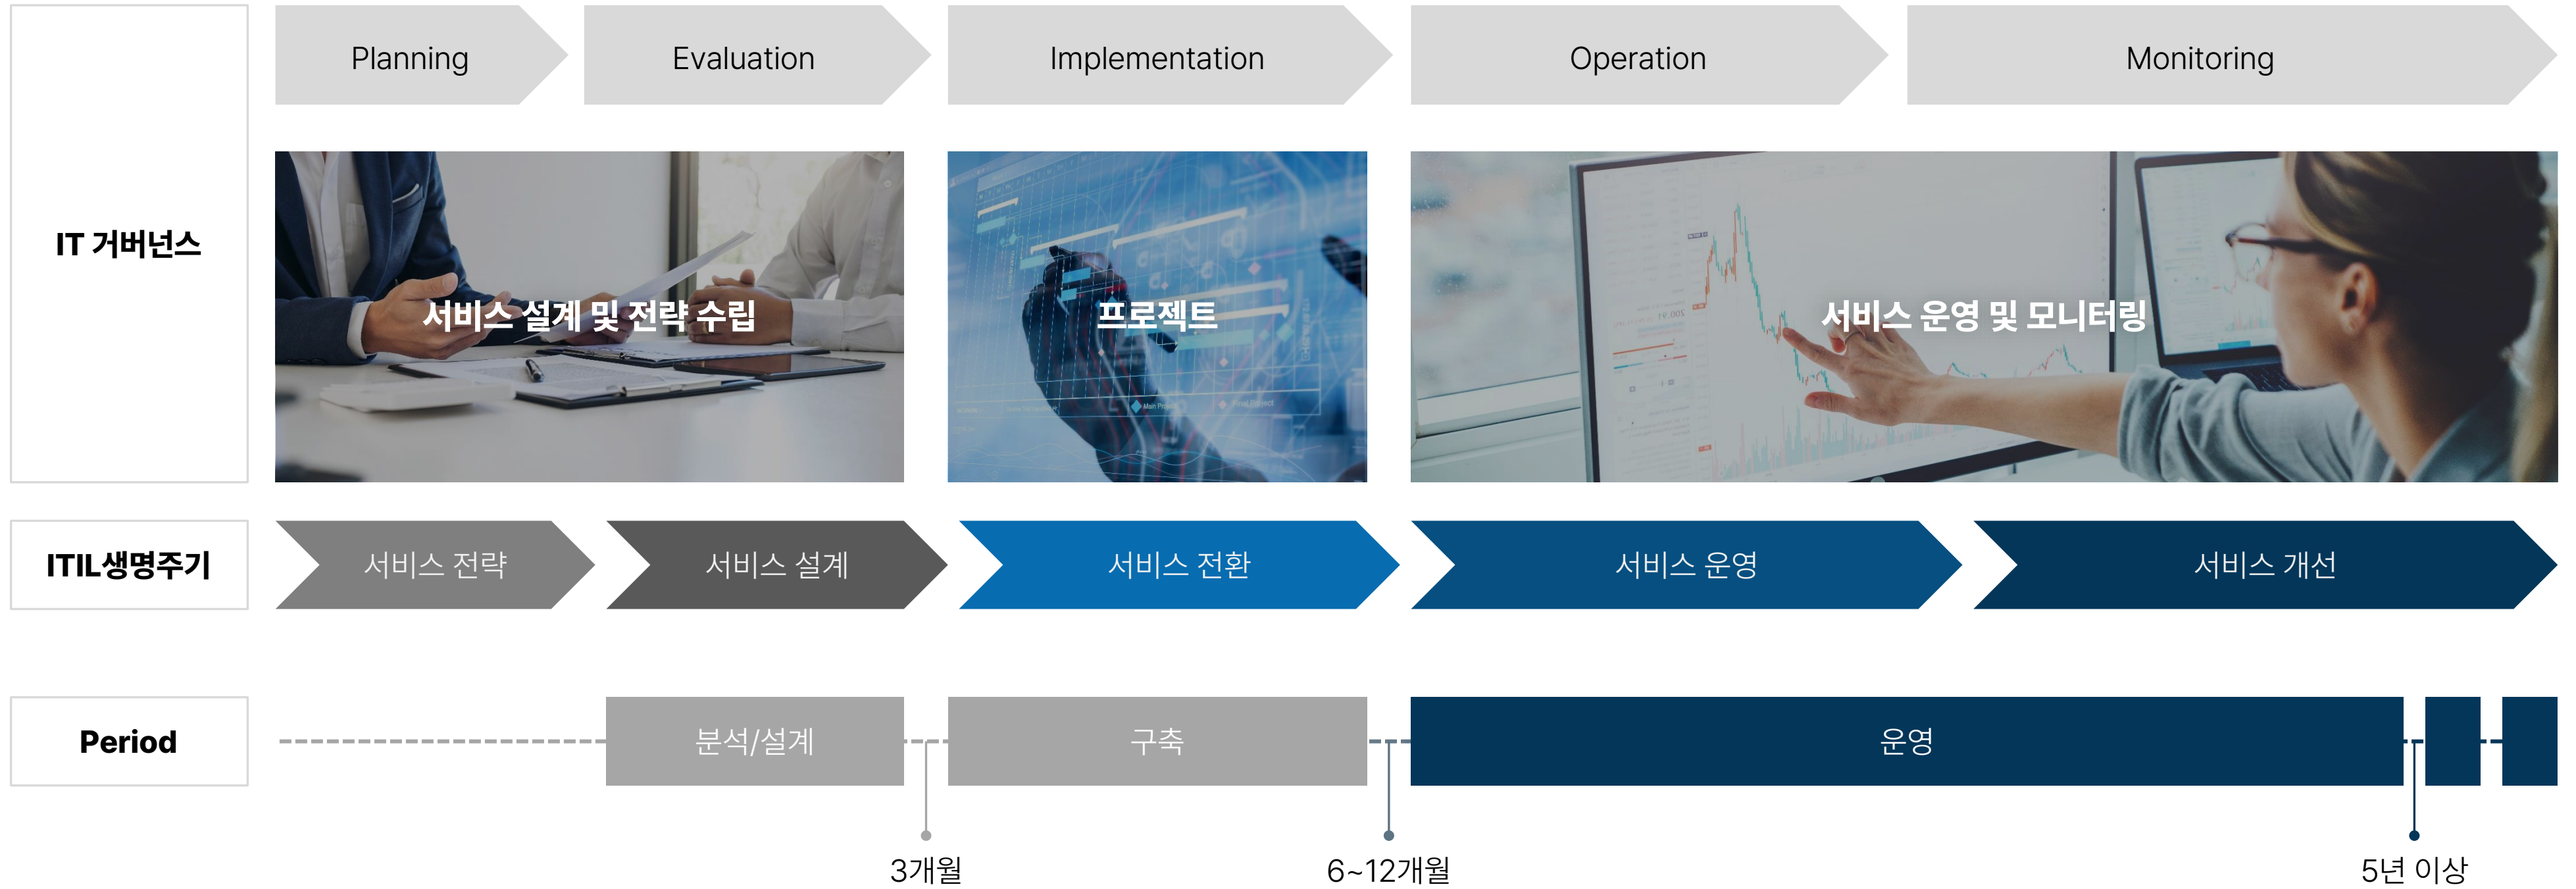 Planning
Evaluation
Implementation
Operation
Monitoring
IT 거버넌스
서비스 설계 및 전략 수립
프로젝트
서비스 운영 및 모니터링
Main Project
Final Project
ITIL생명주기
서비스 전략
서비스 설계
서비스 전환
서비스 운영
서비스 개선
Period
분석/설계
구축
운영
3개월
6~12개월
5년 이상